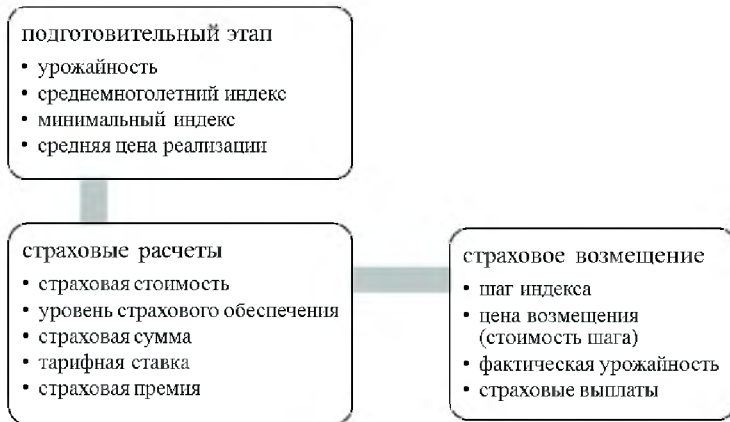 подготовительный этап
• урожайность
• среднемноголетний индекс
• минимальный индекс
• средняя цена реализации
страховые расчеты
• страховая стоимость
• уровень страхового обеспечения
• страховая сумма
• тарифная ставка
• страховая премия
страховое возмещение
• шаг индекса
• цена возмещения
(стоимость шага)
• фактическая урожайность
• страховые выплаты